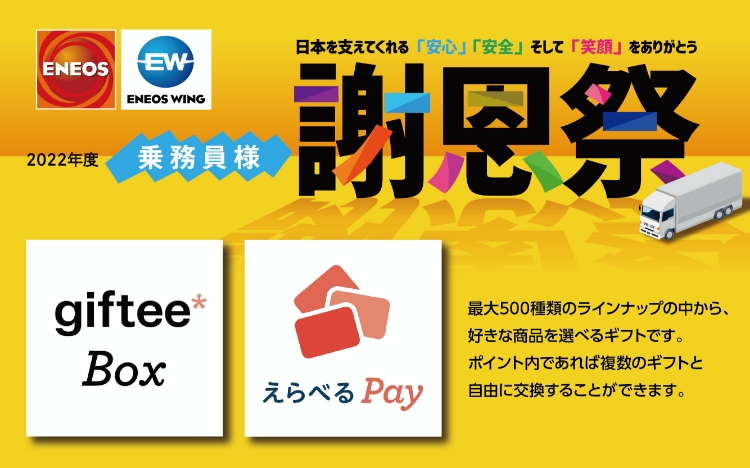 ENEOS
EW
ENEOS WING
日本を支えてくれる「安心」「安全」そして「笑顔」をありがとう
2022年度
乗務員様
謝恩祭
giftee*
Box
えらべる Pay
最大500種類のラインナップの中から、
好きな商品を選べるギフトです。
ポイント内であれば複数のギフトと
自由に交換することができます。